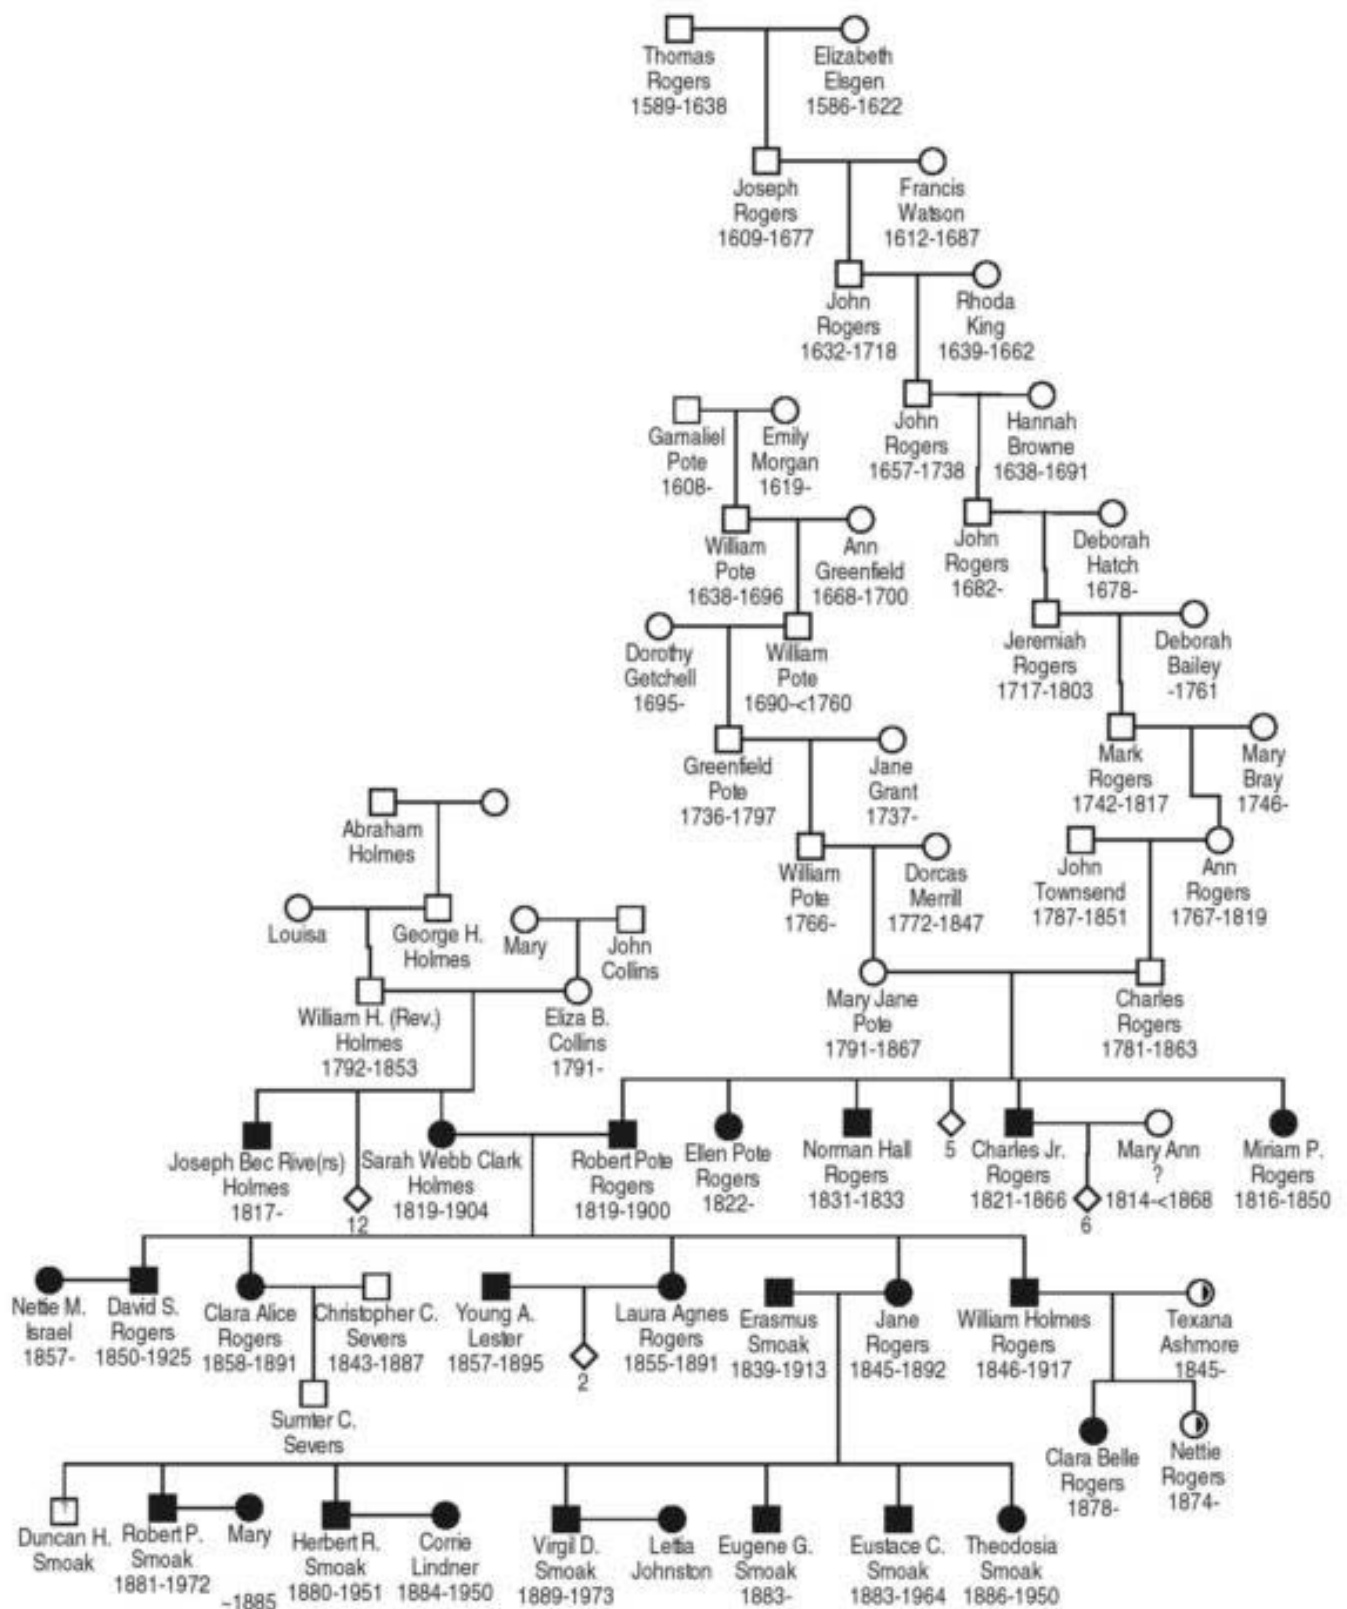 Thomas
Rogers
1589-1638
Elizabeth
Elsgen
1586-1622
Joseph
Rogers
1609-1677
Francis
Watson
1612-1687
John
Rogers
1632-1718
Rhoda
King
1639-1662
John
Rogers
1657-1738
Hannah
Browne
1638-1691
Gamaliel
Pote
1608-
Emily
Morgan
1619-
William
Pote
1638-1696
Ann
Greenfield
1668-1700
John
Rogers
1682-
Deborah
Hatch
1678-
Dorothy
Getchell
1695-
William
Pote
1690-<1760
Jeremiah
Rogers
1717-1803
Deborah
Bailey
-1761
Greenfield
Pote
1736-1797
Jane
Grant
1737-
Mark
Rogers
1742-1817
Mary
Bray
1746-
Abraham
Holmes
William
Pote
1766-
Dorcas
Merrill
1772-1847
John
Townsend
1787-1851
Ann
Rogers
1767-1819
Louisa
George H.
Holmes
Mary
John
Collins
William H. (Rev.)
Holmes
1792-1853
Eliza B.
Collins
1791-
Mary Jane
Pote
1791-1867
Charles
Rogers
1781-1863
Joseph Bec Rive(rs)
Holmes
1817-
12
Sarah Webb Clark
Holmes
1819-1904
Robert Pote
Rogers
1819-1900
Ellen Pote
Rogers
1822-
Norman Hall
Rogers
1831-1833
5
Charles Jr.
Rogers
1821-1866
6
Mary Ann
?
1814-<1868
Miriam P.
Rogers
1816-1850
Nettie M.
Israel
1857-
David S.
Rogers
1850-1925
Clara Alice
Rogers
1858-1891
Christopher C.
Severs
1843-1887
Young A.
Lester
1857-1895
2
Laura Agnes
Rogers
1855-1891
Erasmus
Smoak
1839-1913
Jane
Rogers
1845-1892
William Holmes
Rogers
1846-1917
Texana
Ashmore
1845-
Sumter C.
Severs
Clara Belle
Rogers
1878-
Nettie
Rogers
1874-
?
Duncan H.
Smoak
Robert P.
Smoak
1881-1972
Mary
~1885
Herbert R.
Smoak
1880-1951
Corrie
Lindner
1884-1950
Virgil D.
Smoak
1889-1973
Lettia
Johnston
Eugene G.
Smoak
1883-
Eustace C.
Smoak
1883-1964
Theodosia
Smoak
1886-1950